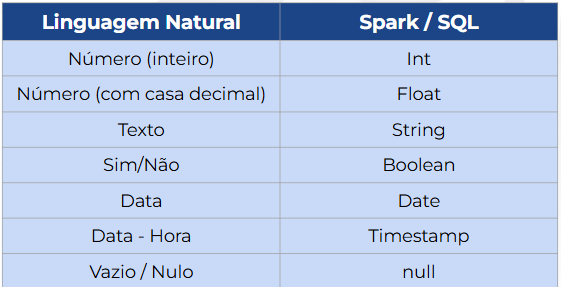 Linguagem Natural Spark / SQL
Número (inteiro) Int
Número (com casa decimal) Float
Texto String
Sim/Não Boolean
Data Date
Data - Hora Timestamp
Vazio / Nulo null